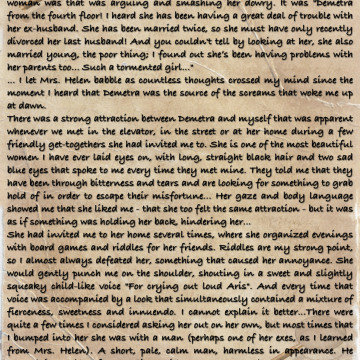 woman that was arguing and smashing her dowry. It was "Demetra
from the fourth floor! I heard she has been having a great deal of trouble with
her ex-husband. She has been married twice, so she must have only recently
divorced her last husband! And you couldn't tell by looking at her, she also
married young, the poor thing; I found out she's been having problems with
her parents too... Such a tormented girl..."
... I let Mrs. Helen babble as countless thoughts crossed my mind since the
moment I heard that Demetra was the source of the screams that woke me up
at dawn.
There was a strong attraction between Demetra and myself that was apparent
whenever we met in the elevator, in the street or at her home during a few
friendly get-togethers she had invited me to. She is one of the most beautiful
women I have ever laid eyes on, with long, straight black hair and two sad
blue eyes that spoke to me every time they met mine. They told me that they
have been through bitterness and tears and are looking for something to grab
hold of in order to escape their misfortune... Her gaze and body language
showed me that she liked me - that she too felt the same attraction - but it was
as if something was holding her back, hindering her...
She had invited me to her home several times, where she organized evenings
with board games and riddles for her friends. Riddles are my strong point,
so I almost always defeated her, something that caused her annoyance. She
would gently punch me on the shoulder, shouting in a sweet and slightly
squeaky child-like voice "For crying out loud Aris". And every time that
voice was accompanied by a look that simultaneously contained a mixture of
fierceness, sweetness and innuendo. I cannot explain it better...There were
quite a few times I considered asking her out on her own, but most times that
I bumped into her she was with a man (perhaps one of her exes, as I learned
from Mrs. Helen). A short, pale, calm man, harmless in appearance. He